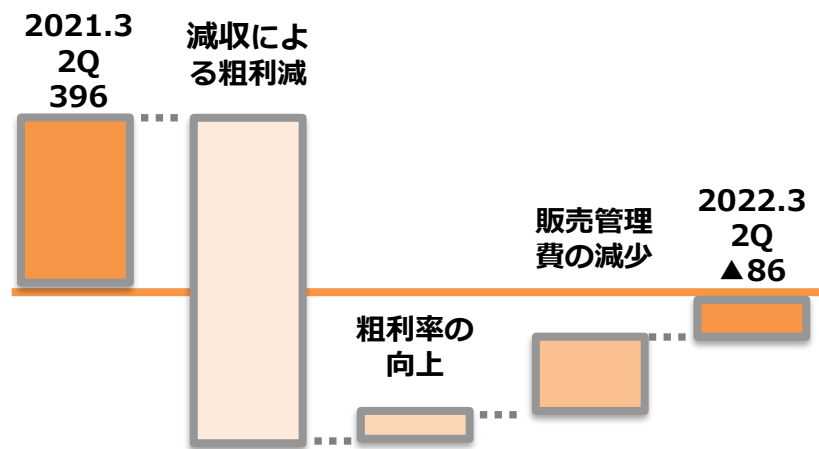 2021.3
2Q
396
減収によ
る粗利減
粗利率の
向上
販売管理
費の減少
2022.3
2Q
▲86